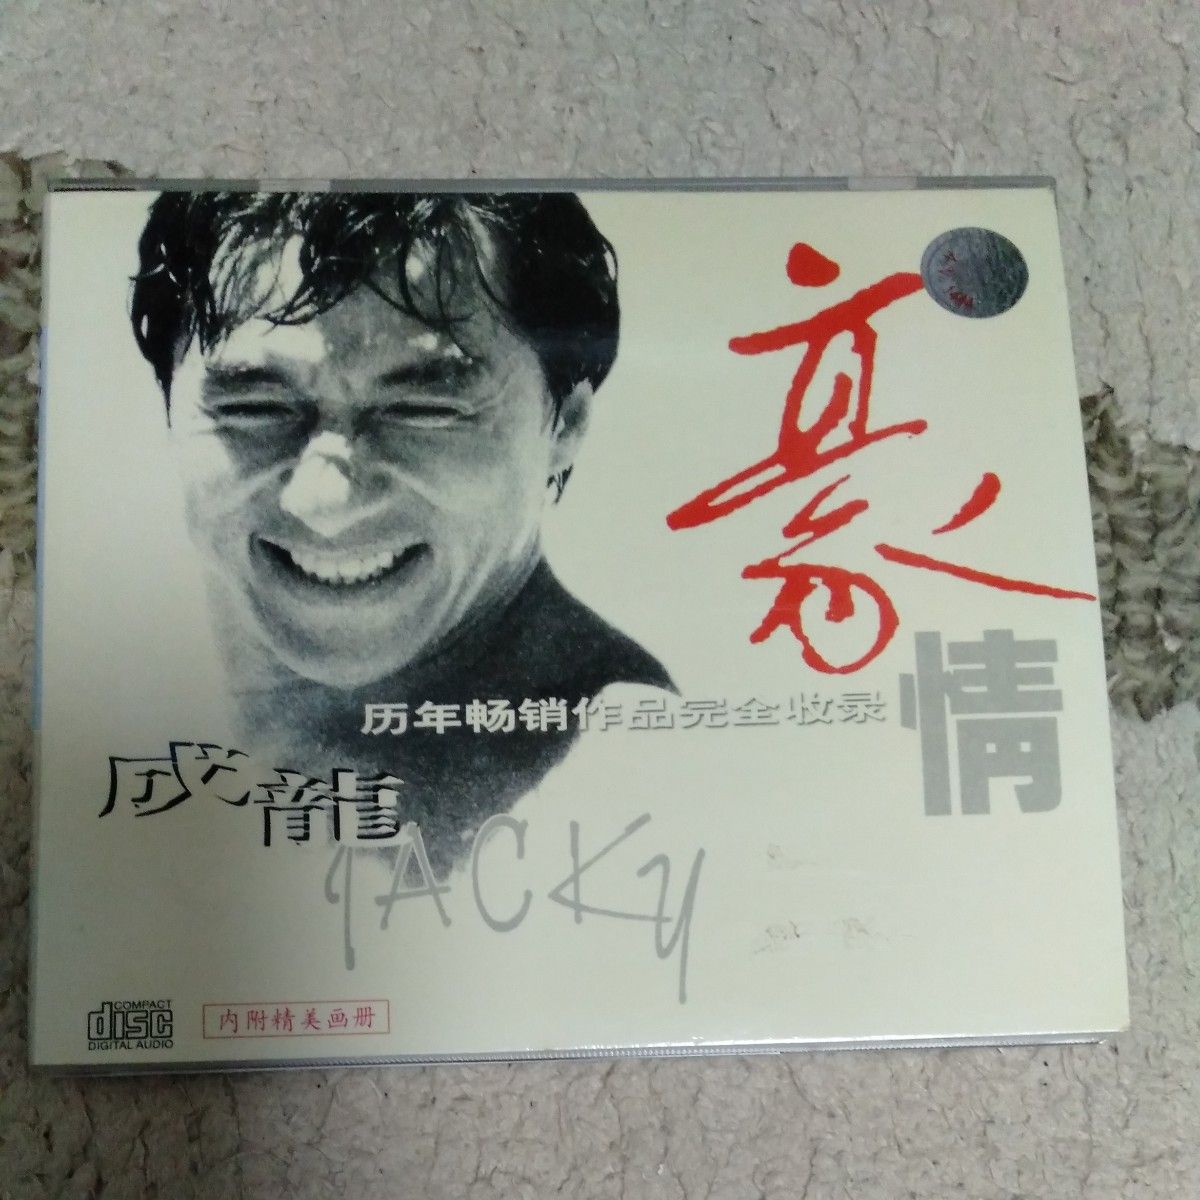 豪
情
历年畅销作品完全收录
成龍
JACKY
COMPACT
disc
DIGITAL AUDIO
内附精美画册